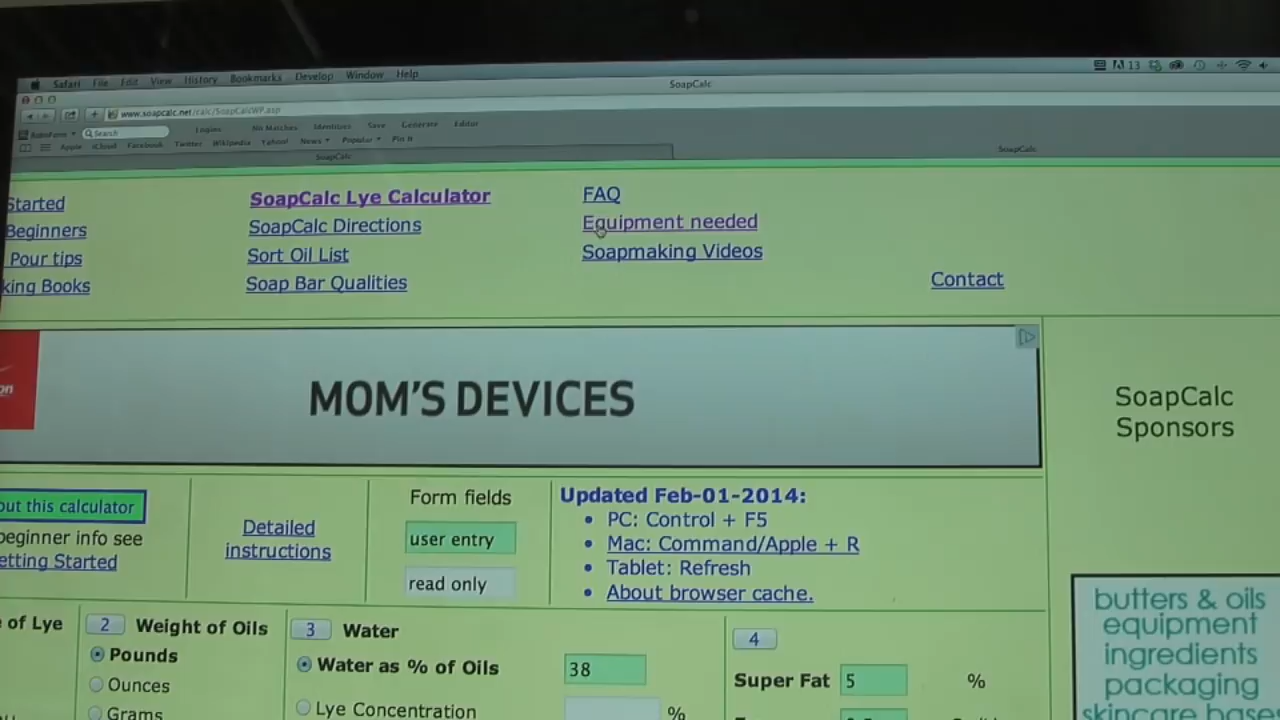 Safari File Edit View History Bookmarks Develop Window Help
13
SoapCalc
www.soapcalc.net/calc/SoapCalcWP.asp
Search Logins No Matches Identities Save Generate Editor
Apple iCloud Facebook Twitter Wikipedia Yahoo! News Popular Pin It
SoapCalc SoapCalc
Started SoapCalc Lye Calculator FAQ
Beginners SoapCalc Directions Equipment needed
Pour tips Sort Oil List Soapmaking Videos
king Books Soap Bar Qualities Contact
on
MOM'S DEVICES
SoapCalc
Sponsors
out this calculator
beginner info see
etting Started
Detailed
instructions
Form fields
user entry
read only
Updated Feb-01-2014:
• PC: Control + F5
• Mac: Command/Apple + R
• Tablet: Refresh
• About browser cache.
butters & oils
equipment
ingredients
packaging
skincare bases
of Lye 2 Weight of Oils 3 Water 4
Pounds Water as % of Oils 38 Super Fat 5 %
Ounces Lye Concentration %
Grams